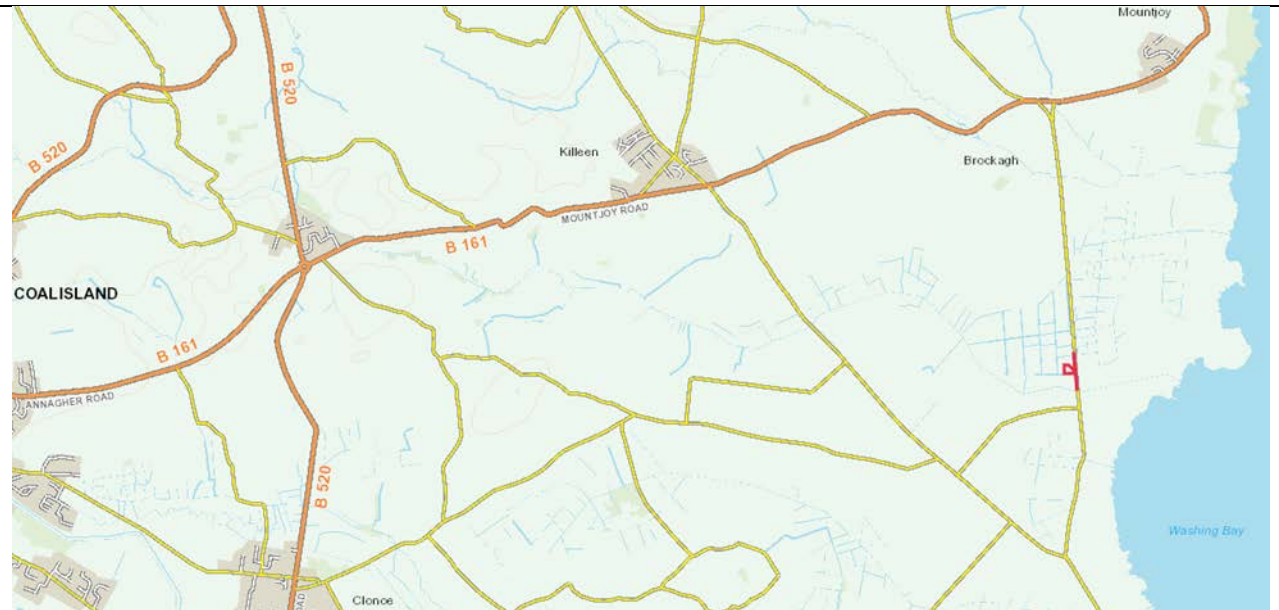 Mountjoy
B 520
B 520
Killeen
Brockagh
MOUNTJOY ROAD
B 161
COALISLAND
B 161
ANNAGHER ROAD
B 520
Washing Bay
Clonoe